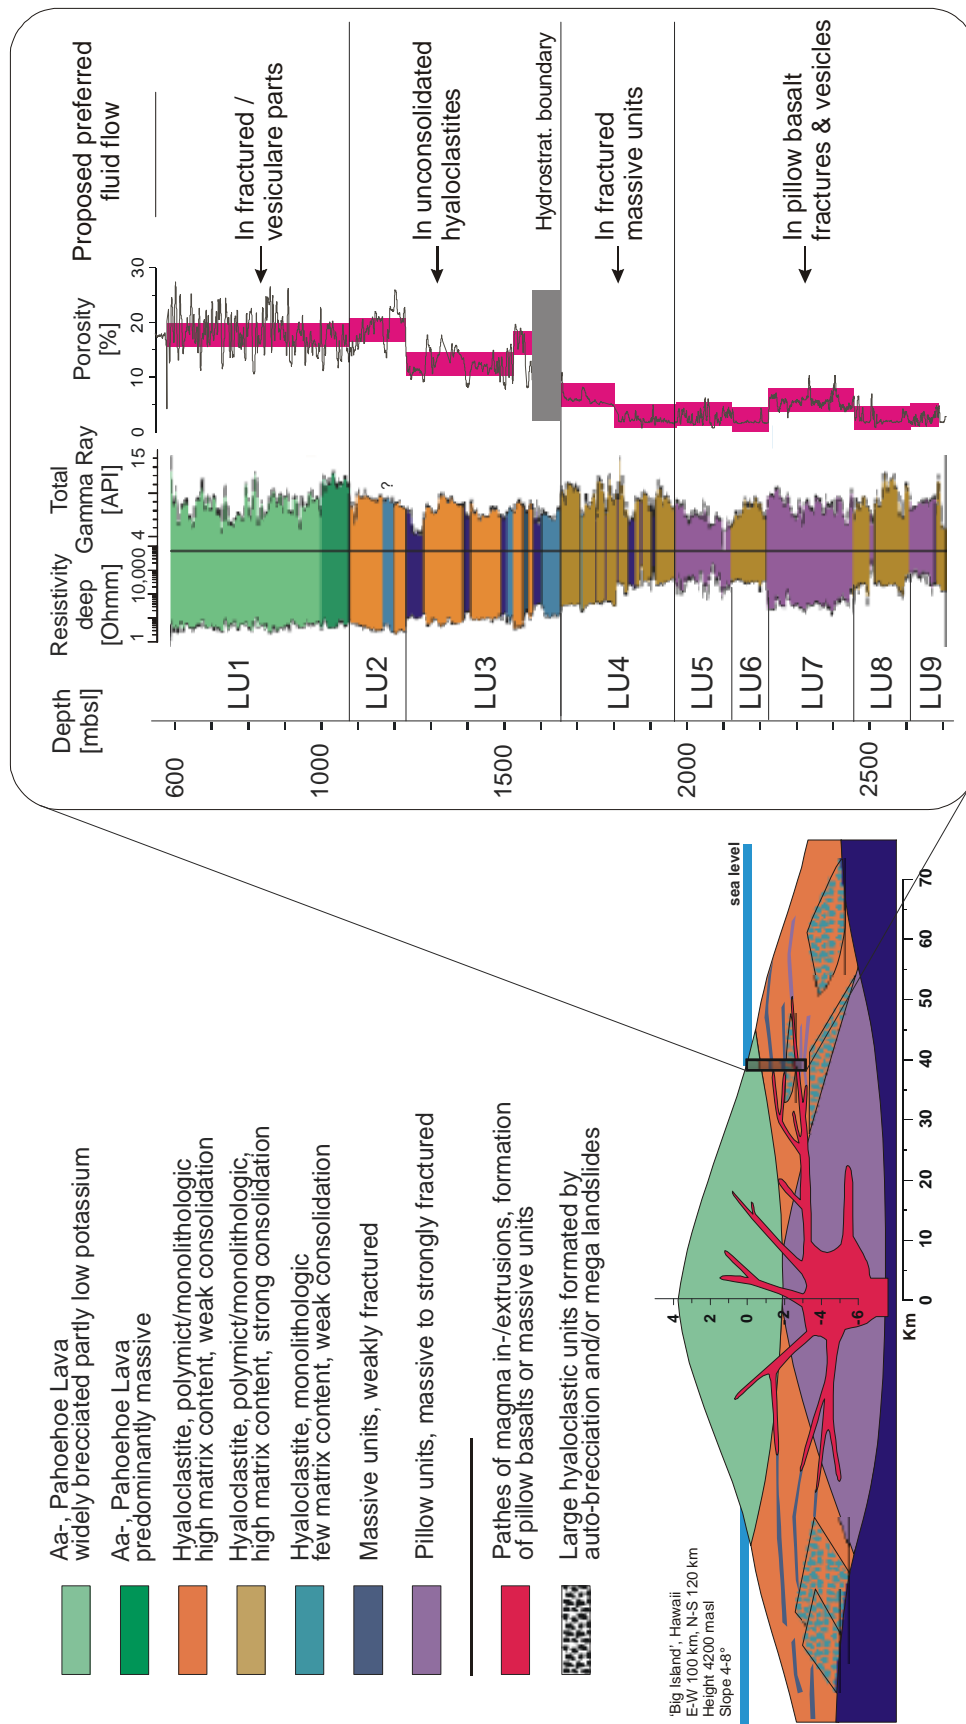 Aa-, Pahoehoe Lava
widely brecciated partly low potassium
Aa-, Pahoehoe Lava
predominantly massive
Hyaloclastite, polymict/monolithologic
high matrix content, weak consolidation
Hyaloclastite, polymict/monolithologic,
high matrix content, strong consolidation
Hyaloclastite, monolithologic
few matrix content, weak consolidation
Massive units, weakly fractured
Pillow units, massive to strongly fractured
Pathes of magma in-/extrusions, formation
of pillow basalts or massive units
Large hyaloclastic units formated by
auto-brecciation and/or mega landslides
'Big Island', Hawaii
E-W 100 km, N-S 120 km
Height 4200 masl
Slope 4-8°
sea level
4
2
0
-2
-4
-6
Km
0
10
20
30
40
50
60
70
Depth
[mbsl]
Resistivity
deep
[Ohmm]
1
10,000
Total
Gamma Ray
[API]
4
15
Porosity
[%]
0
10
20
30
Proposed preferred
fluid flow
600
1000
1500
2000
2500
LU1
LU2
LU3
LU4
LU5
LU6
LU7
LU8
LU9
?
In fractured /
vesiculare parts
In unconsolidated
hyaloclastites
Hydrostrat. boundary
In fractured
massive units
In pillow basalt
fractures & vesicles